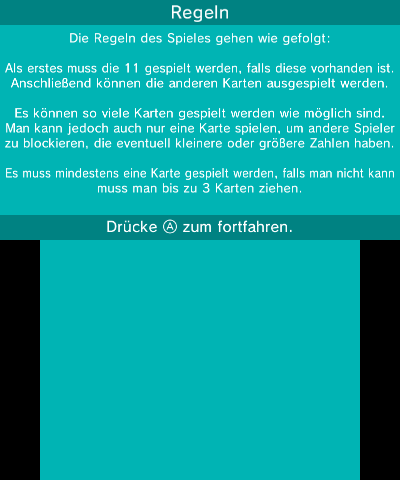 Regeln
Die Regeln des Spieles gehen wie gefolgt:
Als erstes muss die 11 gespielt werden, falls diese vorhanden ist.
Anschließend können die anderen Karten ausgespielt werden.
Es können so viele Karten gespielt werden wie möglich sind.
Man kann jedoch auch nur eine Karte spielen, um andere Spieler
zu blockieren, die eventuell kleinere oder größere Zahlen haben.
Es muss mindestens eine Karte gespielt werden, falls man nicht kann
muss man bis zu 3 Karten ziehen.
Drücke Ⓐ zum fortfahren.